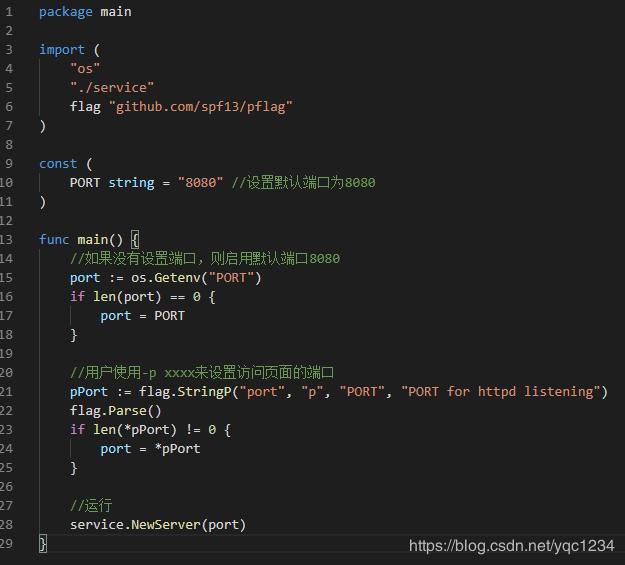 1 package main
2
3 import (
4 "os"
5 "./service"
6 flag "github.com/spf13/pflag"
7 )
8
9 const (
10 PORT string = "8080" //设置默认端口为8080
11 )
12
13 func main() {
14 //如果没有设置端口，则启用默认端口8080
15 port := os.Getenv("PORT")
16 if len(port) == 0 {
17 port = PORT
18 }
19
20 //用户使用-p xxxx来设置访问页面的端口
21 pPort := flag.StringP("port", "p", "PORT", "PORT for httpd listening")
22 flag.Parse()
23 if len(*pPort) != 0 {
24 port = *pPort
25 }
26
27 //运行
28 service.NewServer(port)
29 }
https://blog.csdn.net/yqc1234